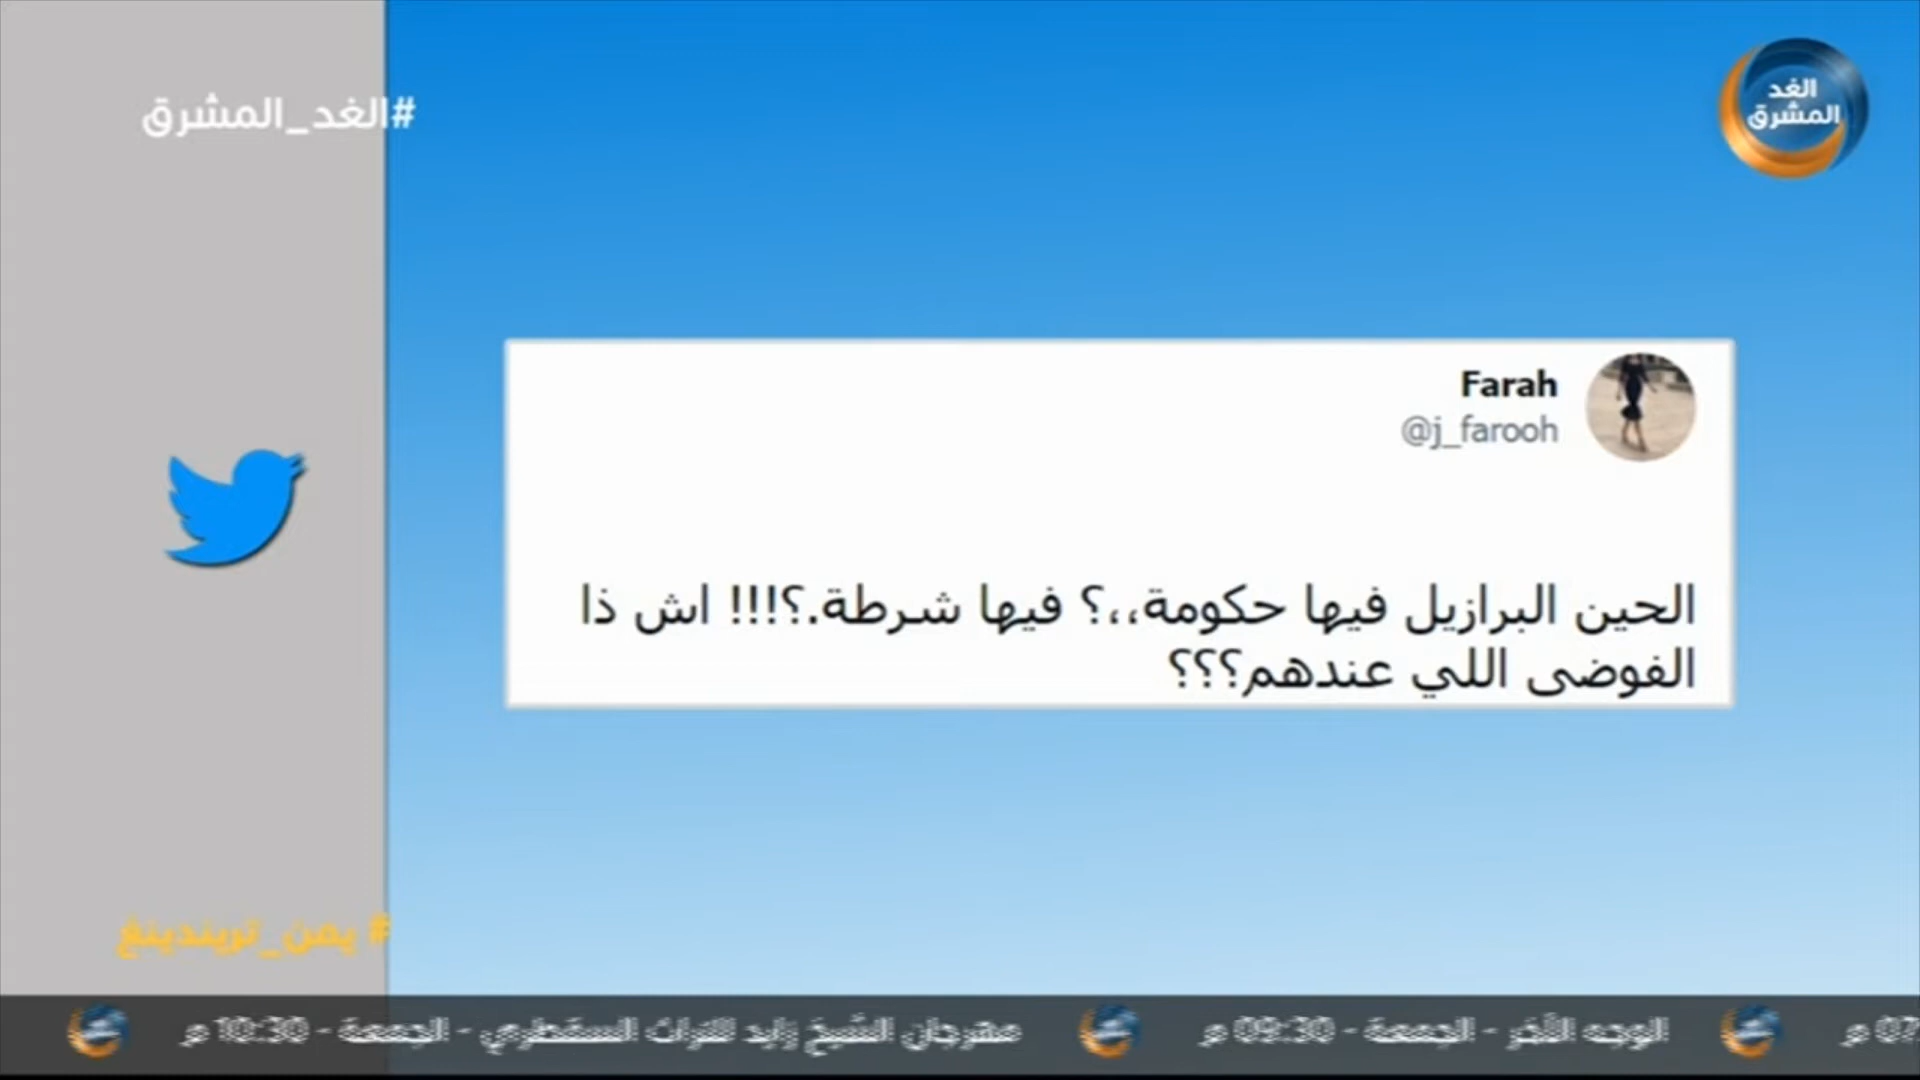 #الغد_المشرق
الغد
المشرق
Farah
@j_farooh
الحين البرازيل فيها حكومة،،؟ فيها شرطة.؟!!! اش ذا
الفوضى اللي عندهم؟؟؟
# يمن_تريندينغ
07 م
الوجه الآخر - الجمعة - 09:30 م
مهرجان الشيخ زايد للتراث السقطري - الجمعة - 10:30 م